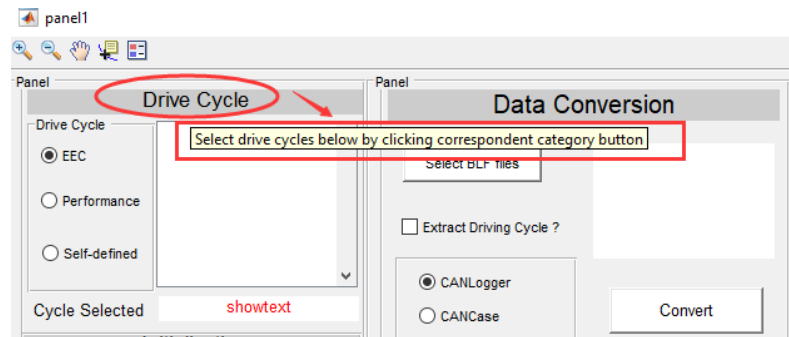 panel1
Panel
Drive Cycle
Drive Cycle
EEC
Performance
Self-defined
Cycle Selected
showtext
Panel
Data Conversion
Select drive cycles below by clicking correspondent category button
Select BLF files
Extract Driving Cycle ?
CANLogger
CANCase
Convert